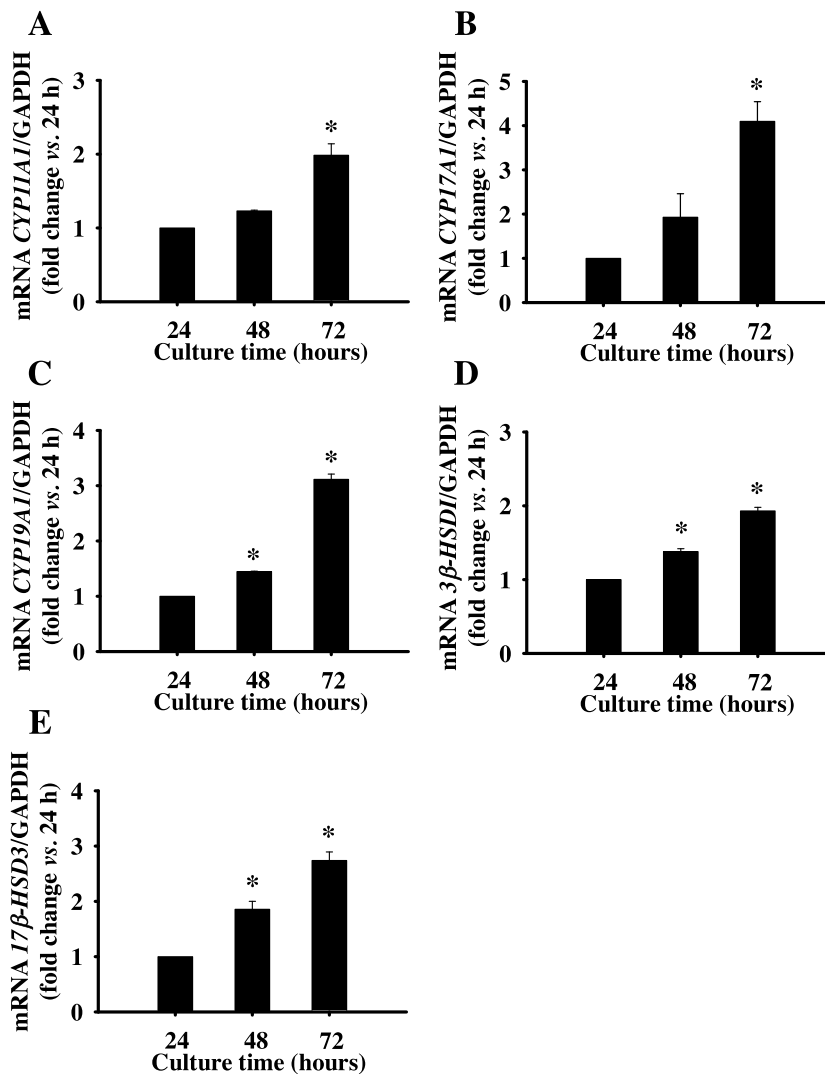 A
mRNA CYP11A1/GAPDH
(fold change vs. 24 h)
3
2
1
0
*
24 48 72
Culture time (hours)
B
mRNA CYP17A1/GAPDH
(fold change vs. 24 h)
5
4
3
2
1
0
*
24 48 72
Culture time (hours)
C
mRNA CYP19A1/GAPDH
(fold change vs. 24 h)
4
3
2
1
0
* *
24 48 72
Culture time (hours)
D
mRNA 3β-HSDI/GAPDH
(fold change vs. 24 h)
3
2
1
0
* *
24 48 72
Culture time (hours)
E
mRNA 17β-HSD3/GAPDH
(fold change vs. 24 h)
4
3
2
1
0
* *
24 48 72
Culture time (hours)